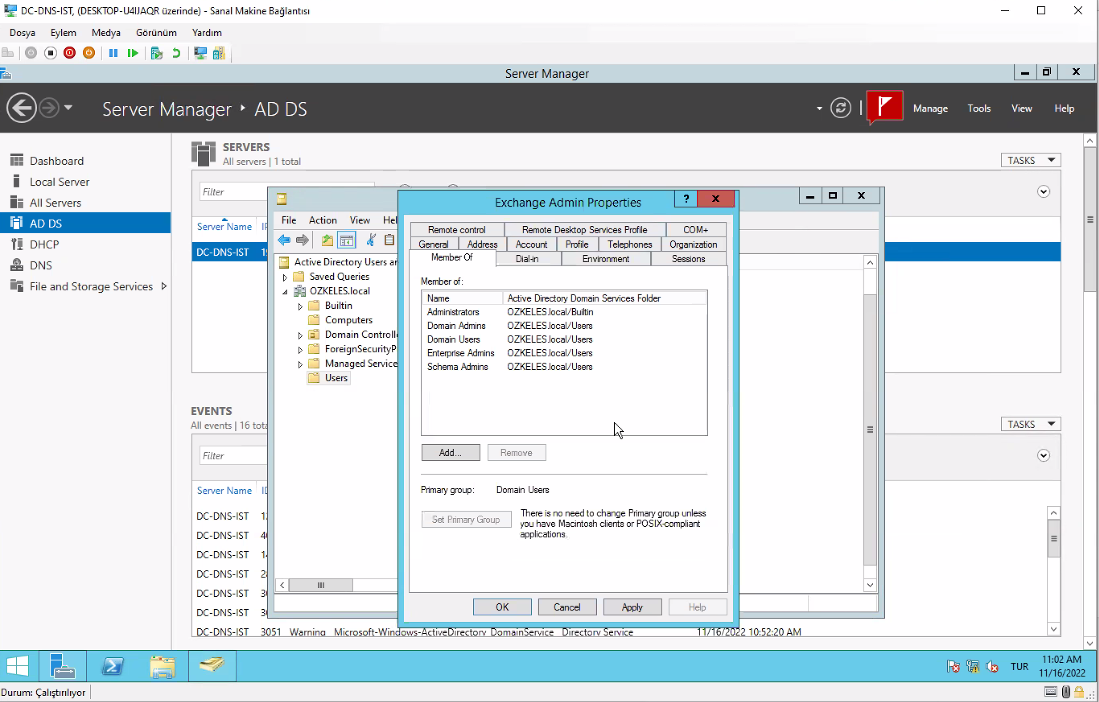 DC-DNS-IST, (DESKTOP-U4IJAQR üzerinde) - Sanal Makine Bağlantısı
Dosya Eylem Medya Görünüm Yardım
Server Manager
Server Manager AD DS
Manage Tools View Help
Dashboard
Local Server
All Servers
AD DS
DHCP
DNS
File and Storage Services
SERVERS
All servers | 1 total
TASKS
Filter
Server Name
DC-DNS-IST
EVENTS
All events | 16
TASKS
Filter
Server Name
DC-DNS-IST
DC-DNS-IST
DC-DNS-IST
DC-DNS-IST
DC-DNS-IST
DC-DNS-IST
DC-DNS-IST 3051 Warning Microsoft-Windows-ActiveDirectory_DomainService Directory Service 11/16/2022 10:52:20 AM
File Action View
Active Directory Users
Saved Queries
OZKELES.local
Builtin
Computers
Domain
Managed
Users
Exchange Admin Properties
? x
Remote control Remote Desktop Services Profile COM+
General Address Account Profile Telephones Organization
Member Of Dial-in Environment Sessions
Member of:
Name Active Directory Domain Services Folder
Administrators OZKELES.local/Builtin
Domain Admins OZKELES.local/Users
Domain Users OZKELES.local/Users
Enterprise Admins OZKELES.local/Users
Schema Admins OZKELES.local/Users
Add... Remove
Primary group: Domain Users
Set Primary Group
There is no need to change Primary group unless
you have Macintosh clients or POSIX-compliant
applications.
OK Cancel Apply Help
TUR
11:02 AM
11/16/2022
Durum: Çalıştırılıyor